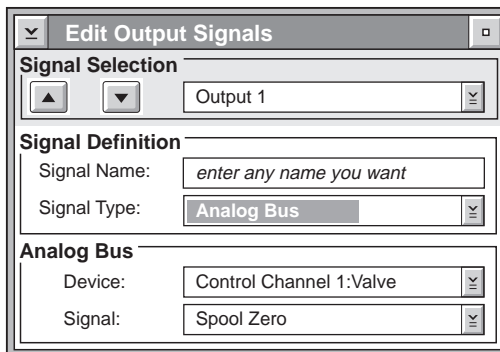 Edit Output Signals
Signal Selection
Output 1
Signal Definition
Signal Name: enter any name you want
Signal Type: Analog Bus
Analog Bus
Device: Control Channel 1:Valve
Signal: Spool Zero